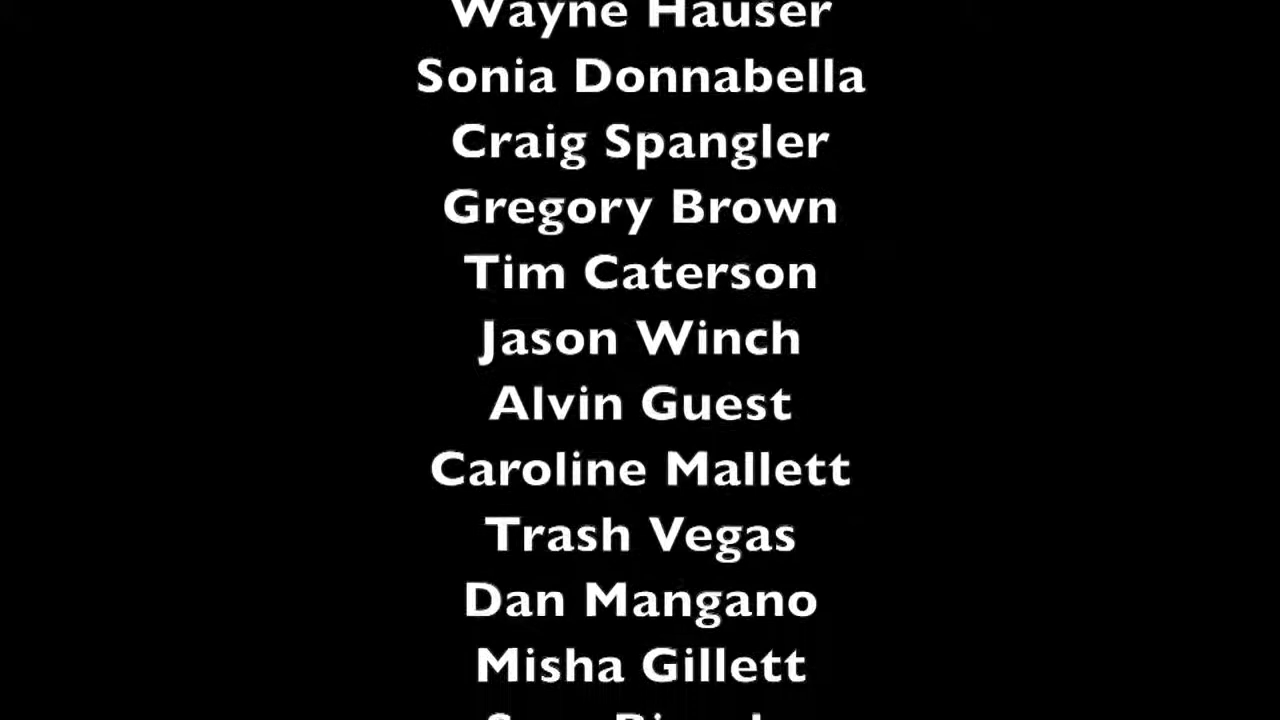 Wayne Hauser
Sonia Donnabella
Craig Spangler
Gregory Brown
Tim Caterson
Jason Winch
Alvin Guest
Caroline Mallett
Trash Vegas
Dan Mangano
Misha Gillett